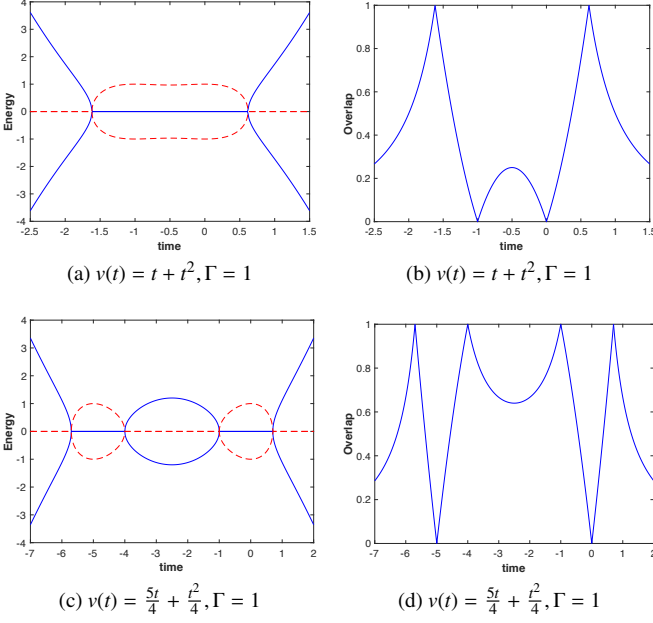 4
3
2
1
0
-1
-2
-3
-4
Energy
-2.5 -2 -1.5 -1 -0.5 0 0.5 1 1.5
time
(a) v(t) = t + t², Γ = 1
1
0.8
0.6
0.4
0.2
0
Overlap
-2.5 -2 -1.5 -1 -0.5 0 0.5 1 1.5
time
(b) v(t) = t + t², Γ = 1
4
3
2
1
0
-1
-2
-3
-4
Energy
-7 -6 -5 -4 -3 -2 -1 0 1 2
time
(c) v(t) = 5t/4 + t²/4, Γ = 1
1
0.8
0.6
0.4
0.2
0
Overlap
-7 -6 -5 -4 -3 -2 -1 0 1 2
time
(d) v(t) = 5t/4 + t²/4, Γ = 1